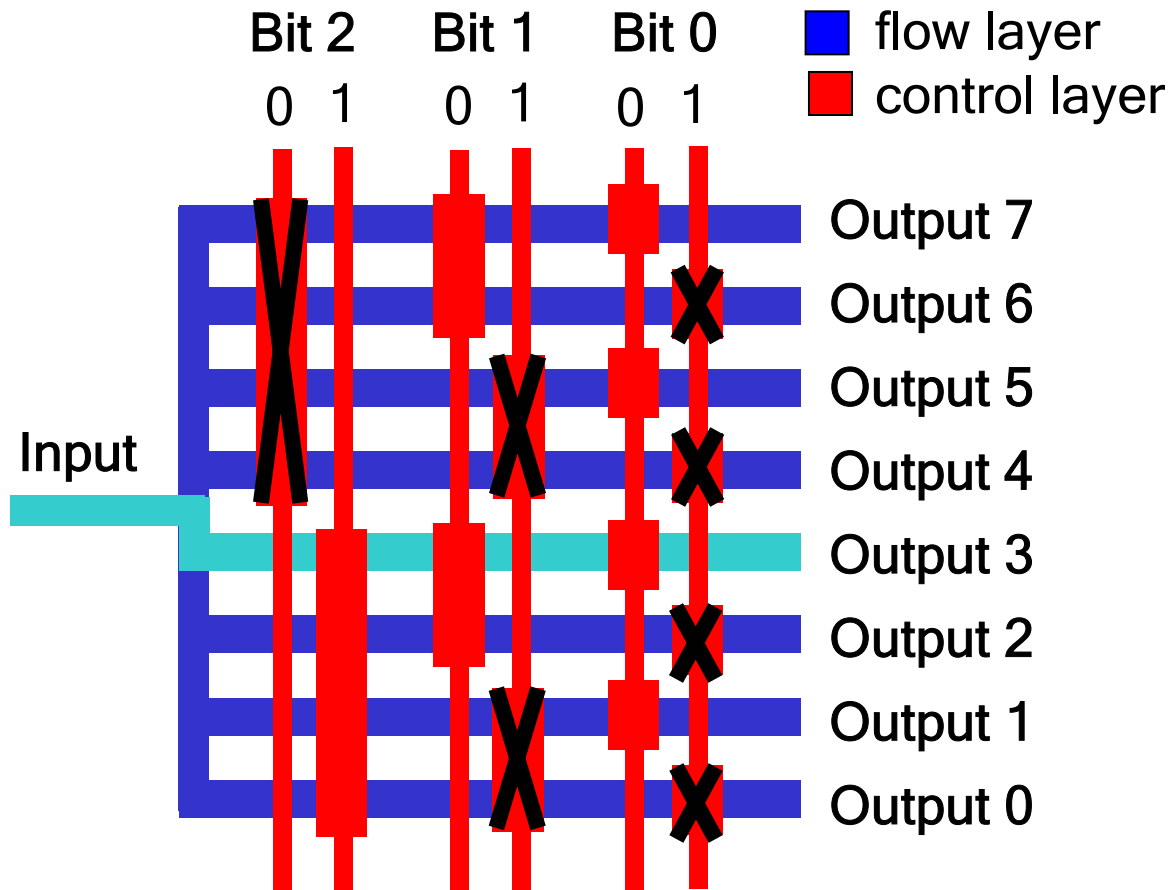 Bit 2 Bit 1 Bit 0
flow layer
control layer
0 1 0 1 0 1
Output 7
Output 6
Output 5
Output 4
Input
Output 3
Output 2
Output 1
Output 0